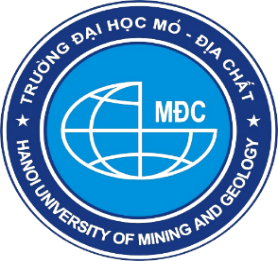 TRƯỜNG ĐẠI HỌC MỎ - ĐỊA CHẤT
MĐC
HANOI UNIVERSITY OF MINING AND GEOLOGY